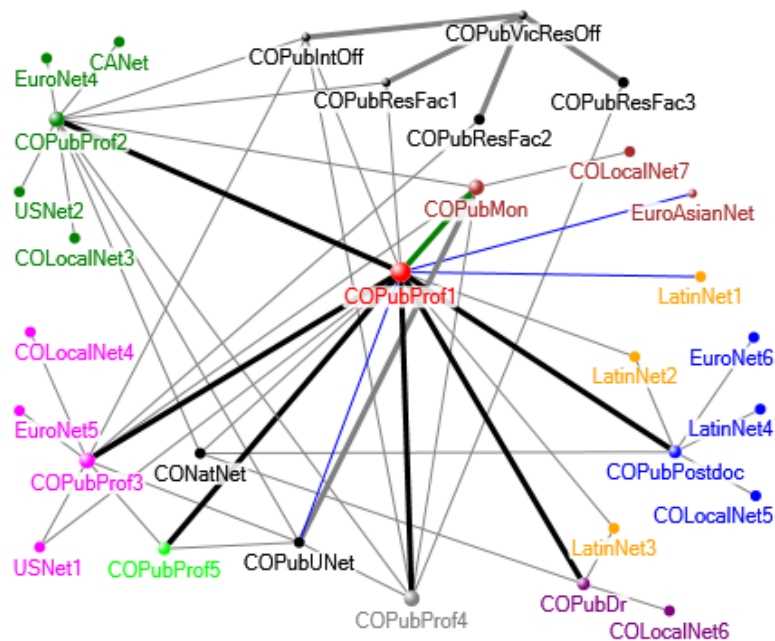 COPubIntOff
COPubVicResOff
CANet
EuroNet4
COPubResFac1
COPubResFac3
COPubResFac2
COPubProf2
COLocalNet7
USNet2
COPubMon
EuroAsianNet
COLocalNet3
COPubProf1
LatinNet1
COLocalNet4
EuroNet6
LatinNet2
EuroNet5
LatinNet4
COPubProf3
CONatNet
COPubPostdoc
COLocalNet5
LatinNet3
USNet1
COPubProf5
COPubUNet
COPubDr
COPubProf4
COLocalNet6